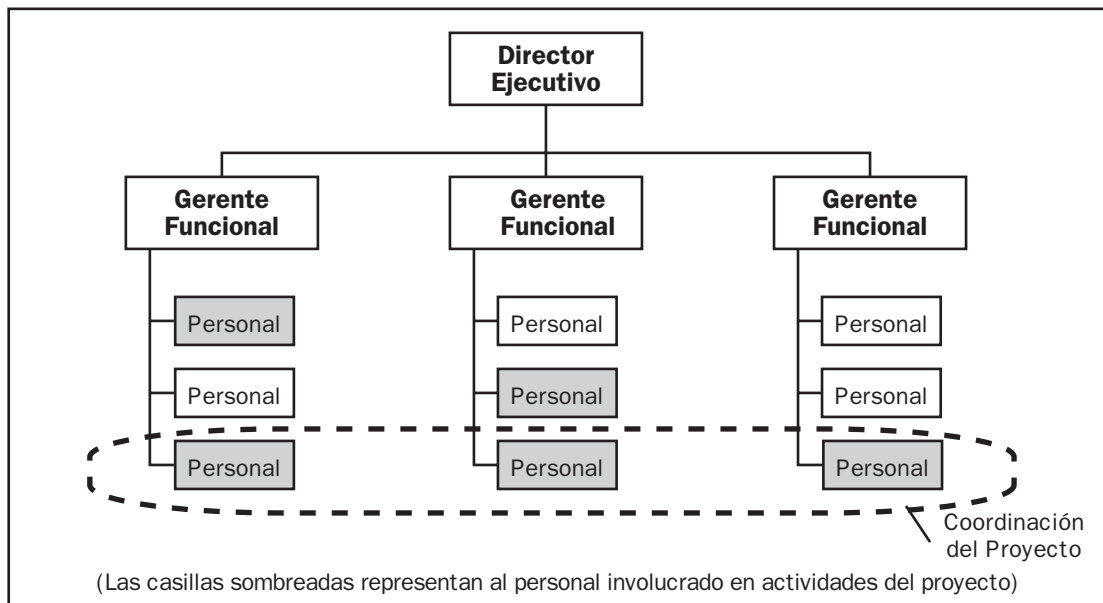 Director
Ejecutivo
Gerente
Funcional
Gerente
Funcional
Gerente
Funcional
Personal
Personal
Personal
Personal
Personal
Personal
Personal
Personal
Personal
Coordinación
del Proyecto
(Las casillas sombreadas representan al personal involucrado en actividades del proyecto)